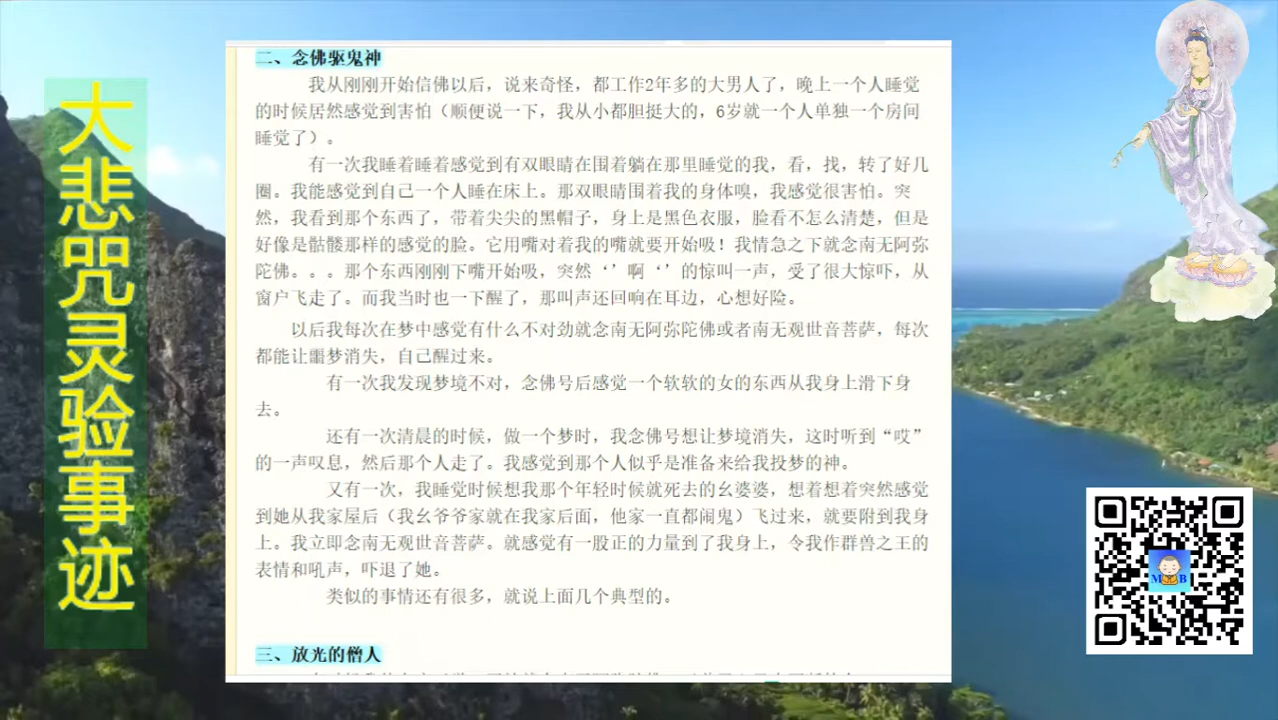 大悲咒灵验事迹
二、念佛驱鬼神
我从刚刚开始信佛以后，说来奇怪，都工作2年多的大男人了，晚上一个人睡觉
的时候居然感觉到害怕（顺便说一下，我从小都胆挺大的，6岁就一个人单独一个房间
睡觉了）。
有一次我睡着睡着感觉到有双眼睛在围着躺在那里睡觉的我，看，找，转了好几
圈。我能感觉到自己一个人睡在床上。那双眼睛围着我的身体嗅，我感觉很害怕。突
然，我看到那个东西了，带着尖尖的黑帽子，身上是黑色衣服，脸看不怎么清楚，但是
好像是骷髅那样的感觉的脸。它用嘴对着我的嘴就要开始吸！我情急之下就念南无阿弥
陀佛。。。那个东西刚刚下嘴开始吸，突然‘’啊‘’的惊叫一声，受了很大惊吓，从
窗户飞走了。而我当时也一下醒了，那叫声还回响在耳边，心想好险。
以后我每次在梦中感觉有什么不对劲就念南无阿弥陀佛或者南无观世音菩萨，每次
都能让噩梦消失，自己醒过来。
有一次我发现梦境不对，念佛号后感觉一个软软的女的东西从我身上滑下身
去。
还有一次清晨的时候，做一个梦时，我念佛号想让梦境消失，这时听到“哎”
的一声叹息，然后那个人走了。我感觉到那个人似乎是准备来给我投梦的神。
又有一次，我睡觉时候想我那个年轻时候就死去的幺婆婆，想着想着突然感觉
到她从我家屋后（我幺爷爷家就在我家后面，他家一直都闹鬼）飞过来，就要附到我身
上。我立即念南无观世音菩萨。就感觉有一股正的力量到了我身上，令我作群兽之王的
表情和吼声，吓退了她。
类似的事情还有很多，就说上面几个典型的。
三、放光的僧人
M B